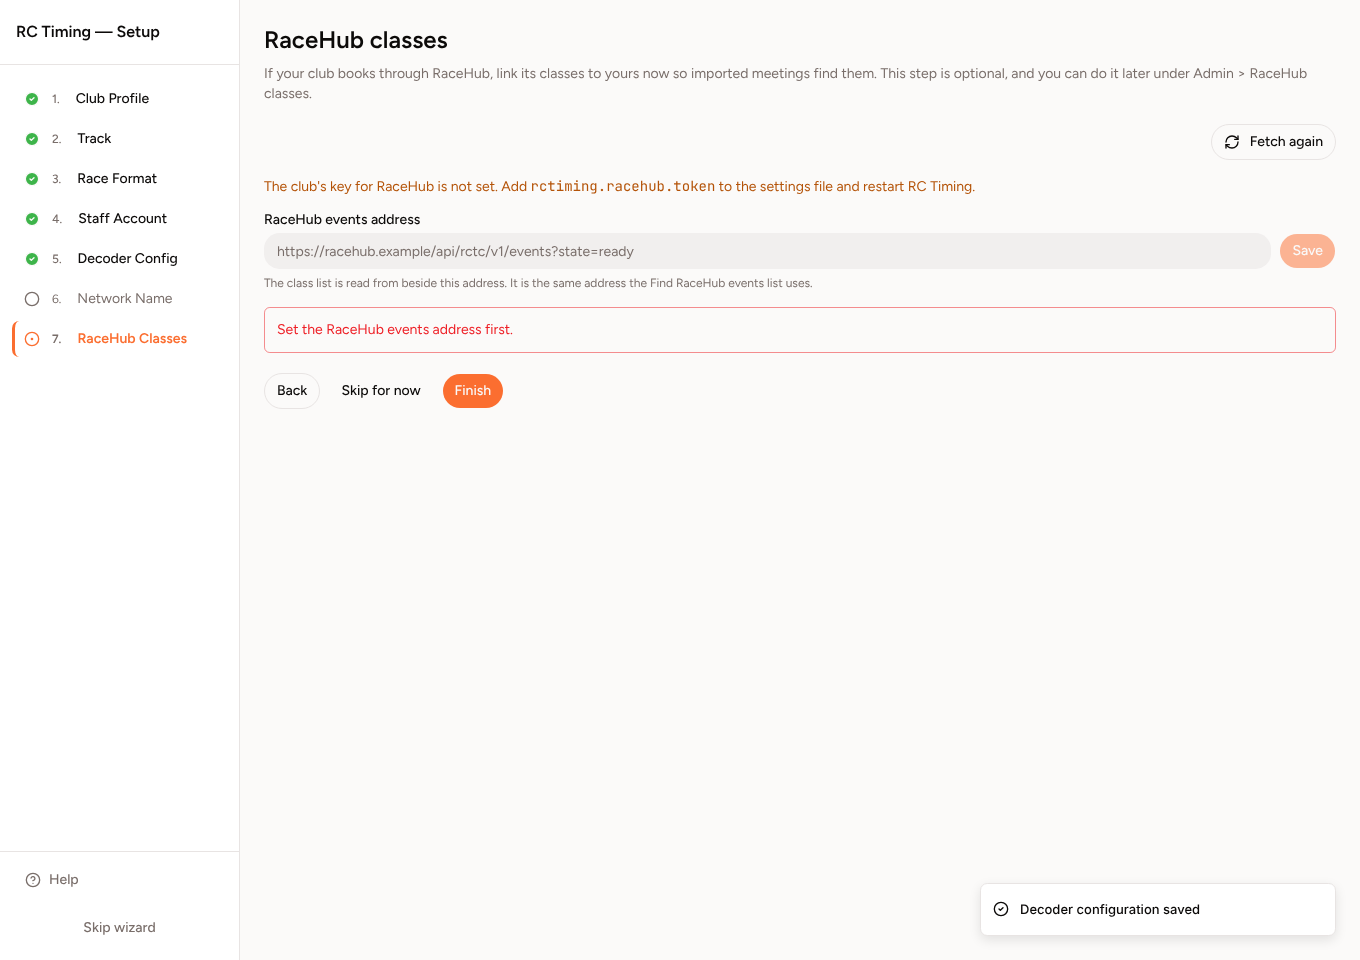 RC Timing — Setup
1. Club Profile
2. Track
3. Race Format
4. Staff Account
5. Decoder Config
6. Network Name
7. RaceHub Classes
Help
Skip wizard
RaceHub classes
If your club books through RaceHub, link its classes to yours now so imported meetings find them. This step is optional, and you can do it later under Admin > RaceHub
classes.
Fetch again
The club's key for RaceHub is not set. Add rctiming.racehub.token to the settings file and restart RC Timing.
RaceHub events address
https://racehub.example/api/rctc/v1/events?state=ready
Save
The class list is read from beside this address. It is the same address the Find RaceHub events list uses.
Set the RaceHub events address first.
Back
Skip for now
Finish
Decoder configuration saved